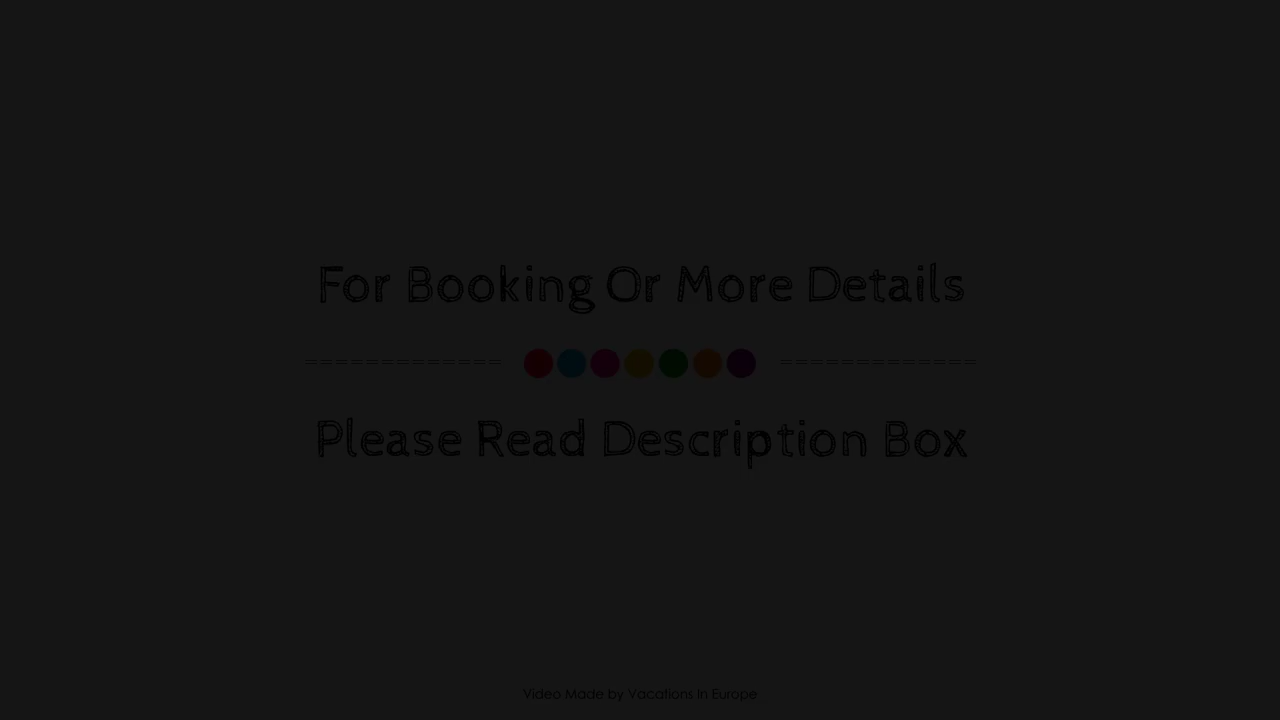 For Booking Or More Details
============= =============
Please Read Description Box
Video Made by Vacations In Europe